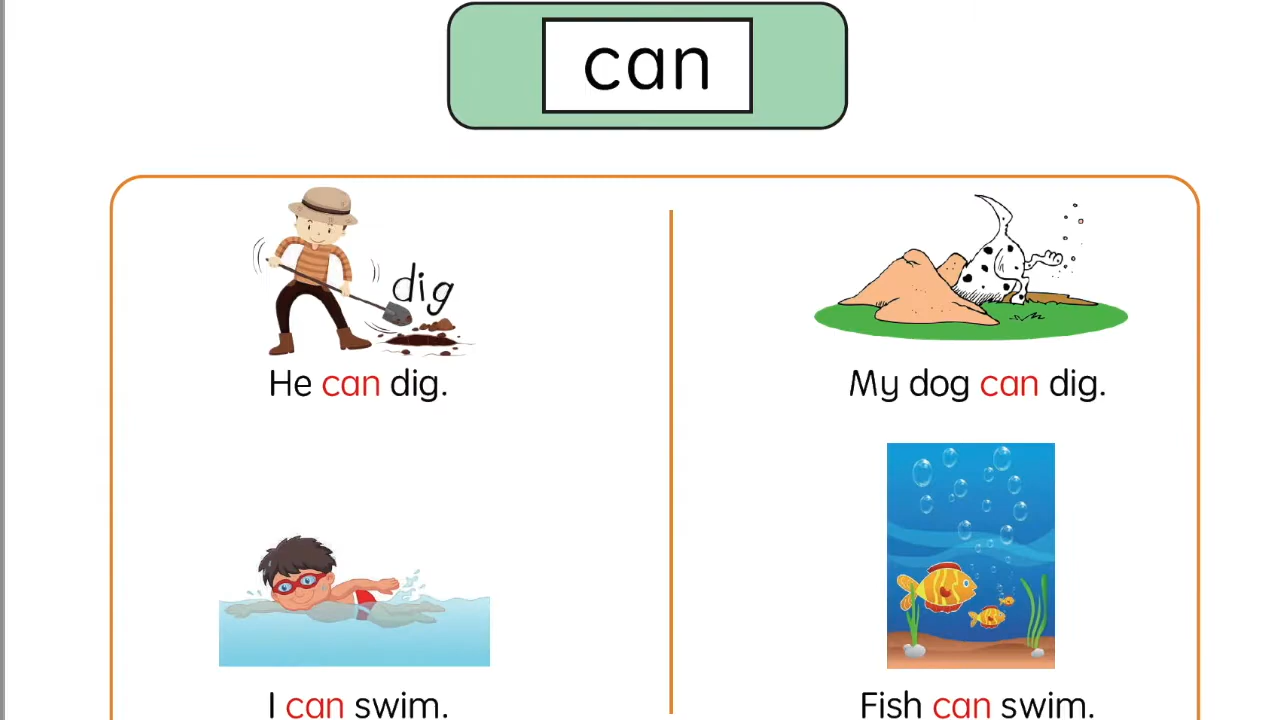 can
dig
He can dig.
My dog can dig.
I can swim.
Fish can swim.